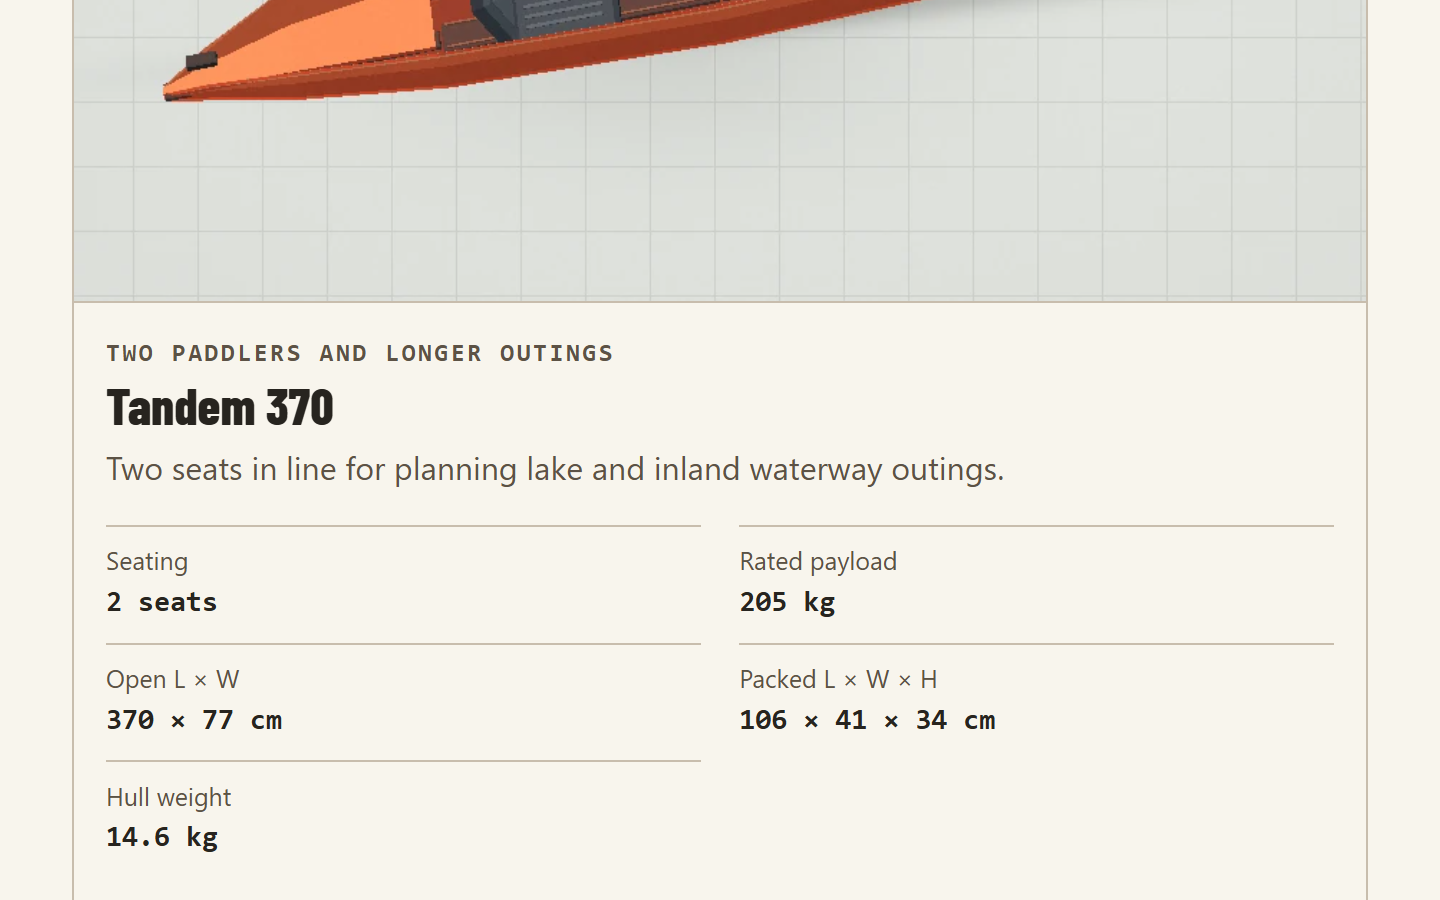 TWO PADDLERS AND LONGER OUTINGS
Tandem 370
Two seats in line for planning lake and inland waterway outings.
Seating
2 seats
Rated payload
205 kg
Open L × W
370 × 77 cm
Packed L × W × H
106 × 41 × 34 cm
Hull weight
14.6 kg